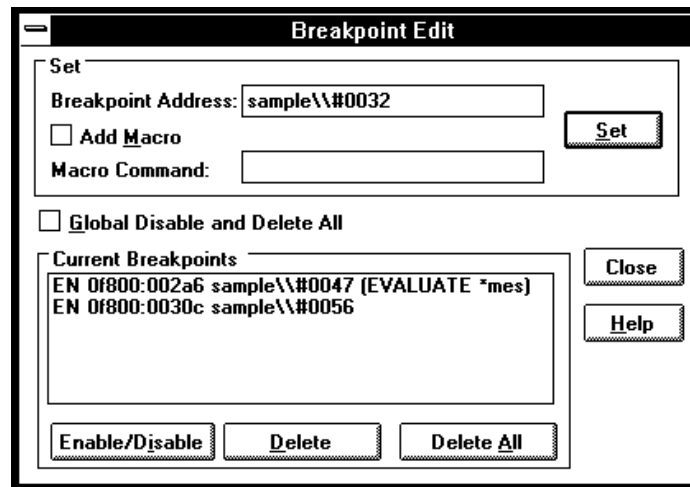 Breakpoint Edit
Set
Breakpoint Address: sample\\#0032
Set
Add Macro
Macro Command:
Global Disable and Delete All
Current Breakpoints
EN 0f800:002a6 sample\\#0047 (EVALUATE *mes)
EN 0f800:0030c sample\\#0056
Close
Help
Enable/Disable Delete Delete All